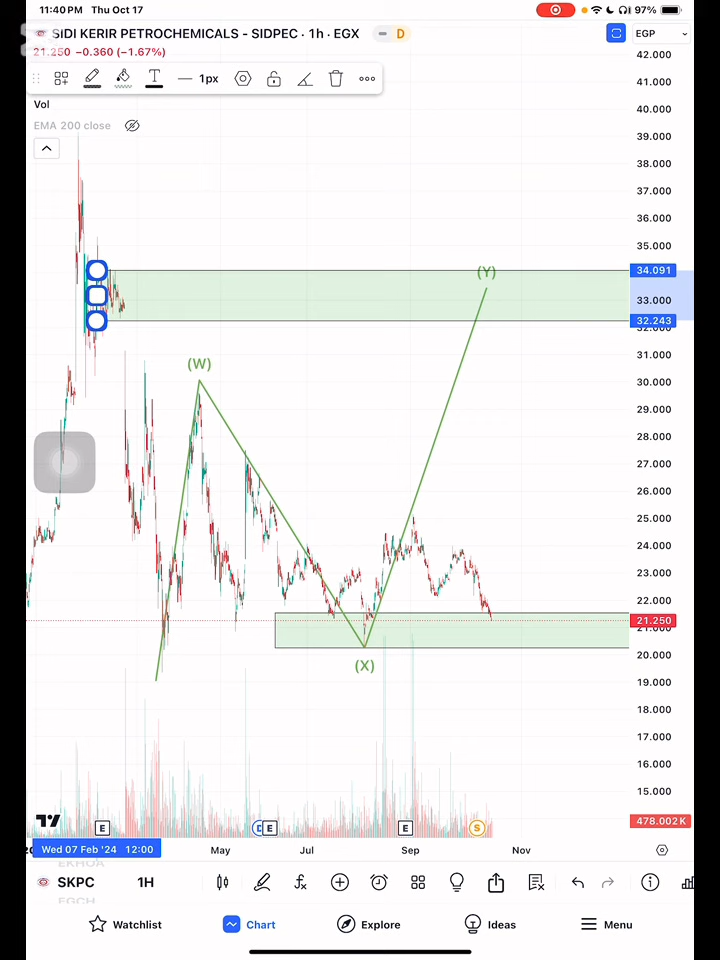 11:40 PM Thu Oct 17
97%
SIDI KERIR PETROCHEMICALS - SIDPEC · 1h · EGX
D
EGP
21.250 −0.360 (−1.67%)
1px
Vol
EMA 200 close
42.000
41.000
40.000
39.000
38.000
37.000
36.000
35.000
34.091
33.000
32.243
32.000
31.000
30.000
29.000
28.000
27.000
26.000
25.000
24.000
23.000
22.000
21.250
21.000
20.000
19.000
18.000
17.000
16.000
15.000
478.002K
(Y)
(W)
(X)
E
D
E
E
S
Wed 07 Feb '24 12:00
May
Jul
Sep
Nov
SKPC
1H
Watchlist
Chart
Explore
Ideas
Menu